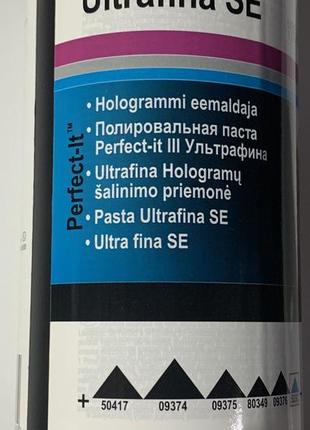 Ultrafina SE
• Hologrammi eemaldaja
• Полировальная паста
Perfect-it III Ультрафина
• Ultrafina Hologramų
šalinimo priemonė
• Pasta Ultrafina SE
• Ultra fina SE
Perfect-It™
+ 50417 09374 09375 80349 09376